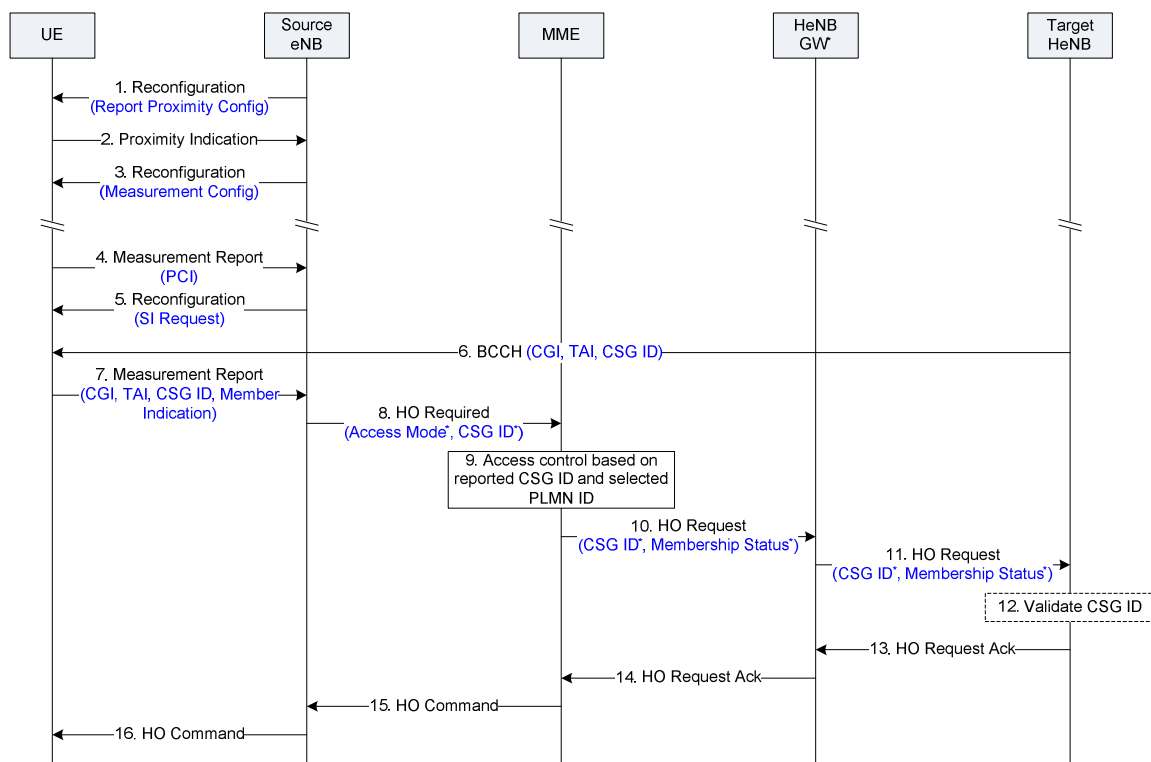 UE
Source
eNB
MME
HeNB
GW*
Target
HeNB
1. Reconfiguration
(Report Proximity Config)
2. Proximity Indication
3. Reconfiguration
(Measurement Config)
4. Measurement Report
(PCI)
5. Reconfiguration
(SI Request)
6. BCCH (CGI, TAI, CSG ID)
7. Measurement Report
(CGI, TAI, CSG ID, Member
Indication)
8. HO Required
(Access Mode*, CSG ID*)
9. Access control based on
reported CSG ID and selected
PLMN ID
10. HO Request
(CSG ID*, Membership Status*)
11. HO Request
(CSG ID*, Membership Status*)
12. Validate CSG ID
13. HO Request Ack
14. HO Request Ack
15. HO Command
16. HO Command